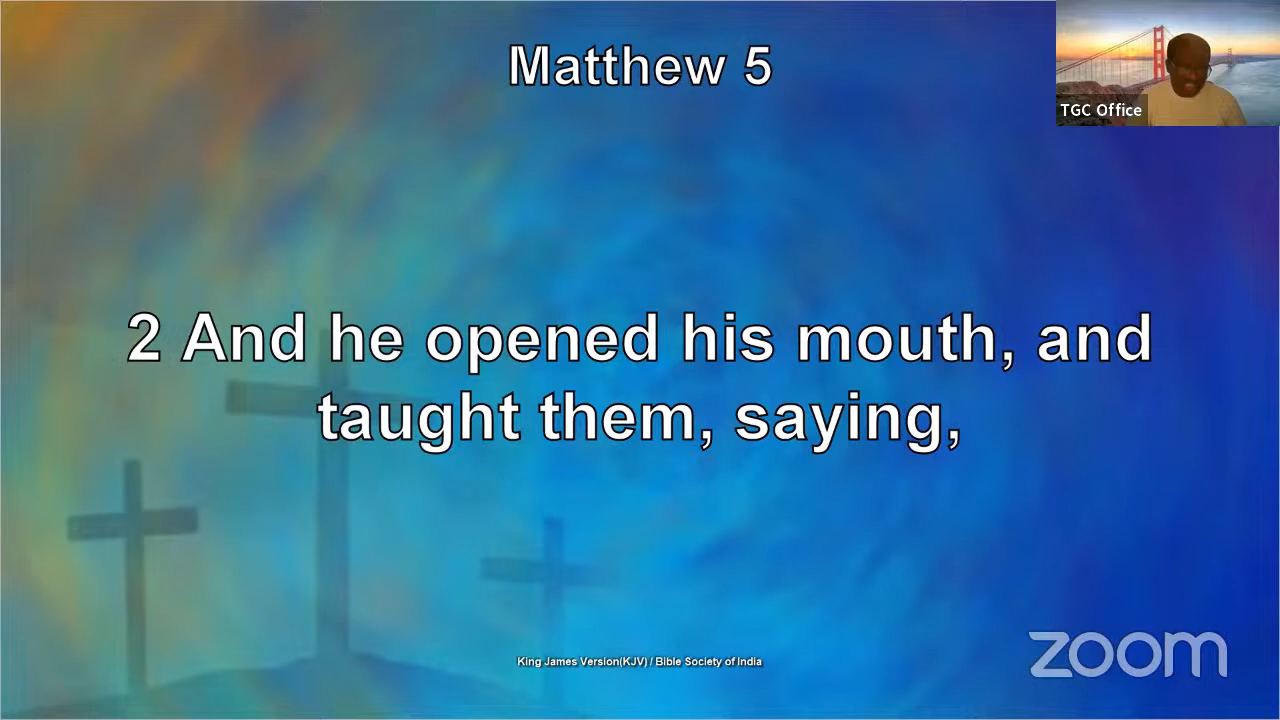 Matthew 5
TGC Office
2 And he opened his mouth, and
taught them, saying,
King James Version(KJV) / Bible Society of India
zoom